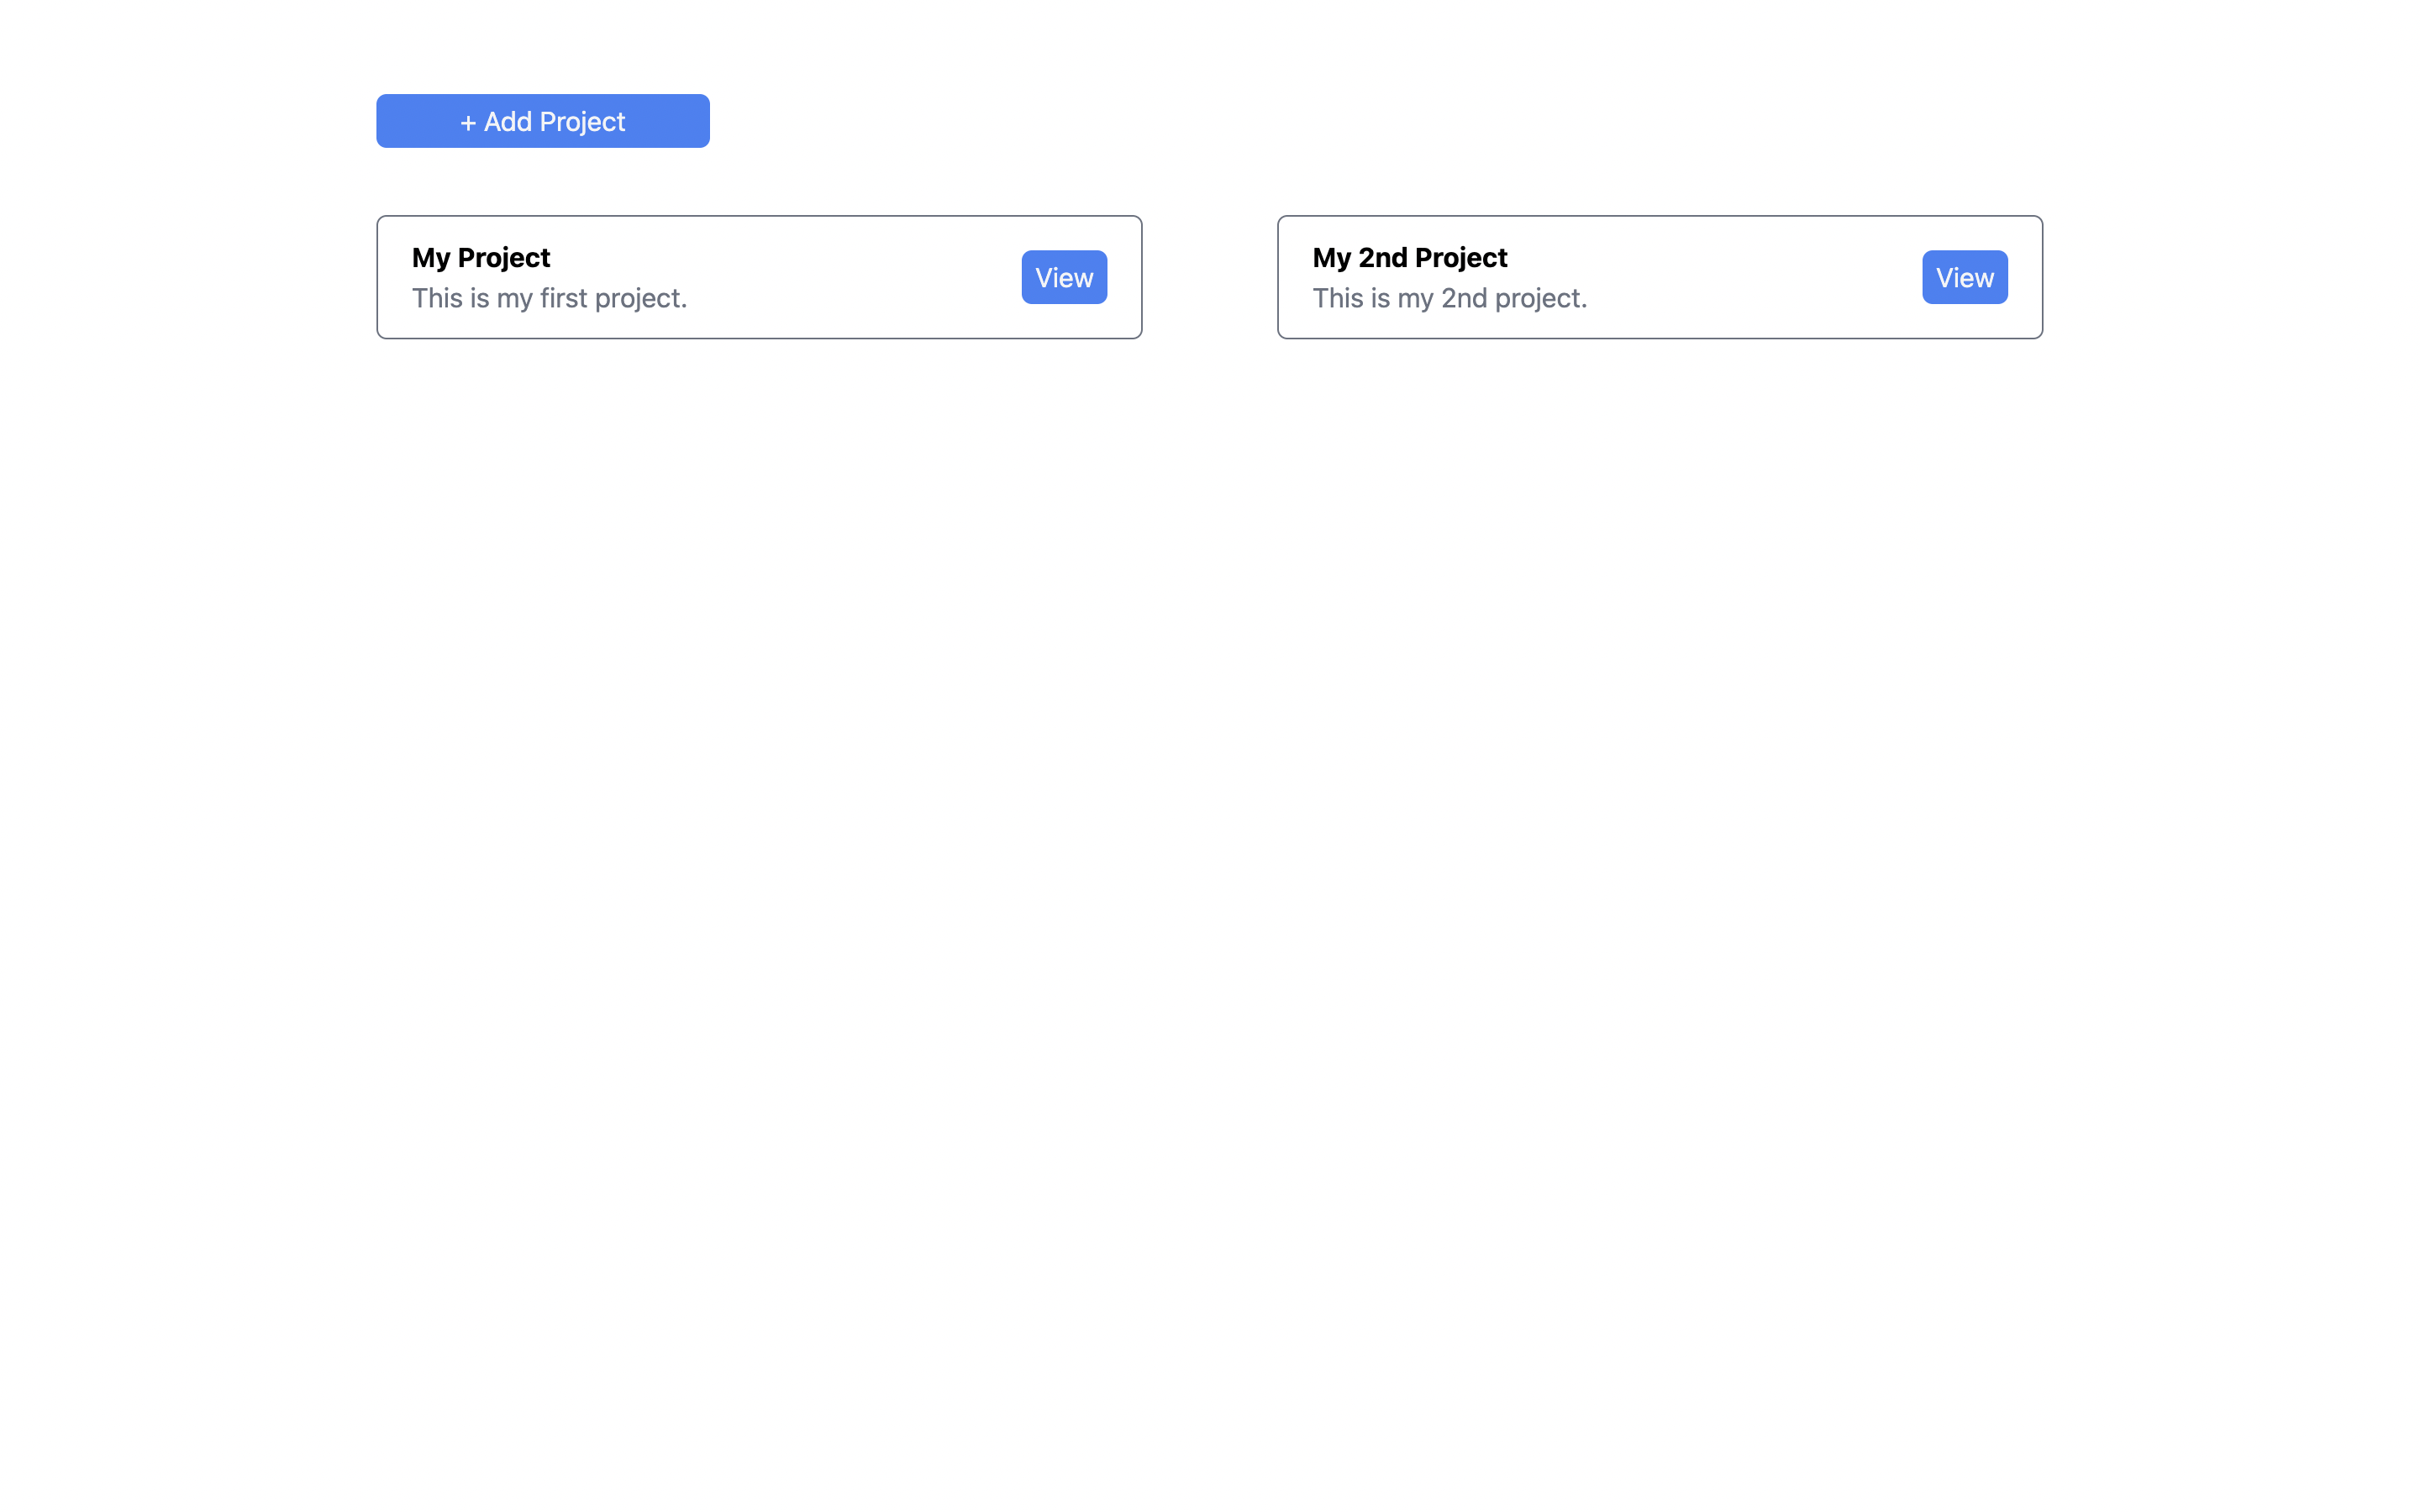 + Add Project
My Project
This is my first project.
View
My 2nd Project
This is my 2nd project.
View